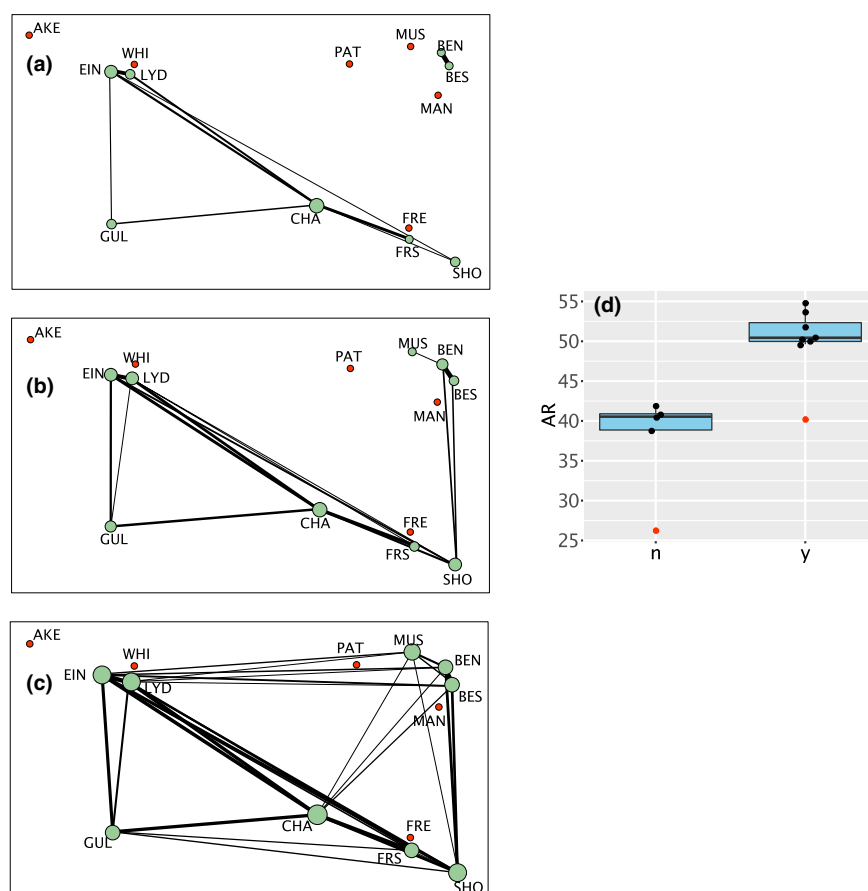 AKE
MUS
BEN
(a)
WHI
PAT
EIN
LYD
BES
MAN
CHA
FRE
GUL
FRS
SHO
AKE
MUS
BEN
(b)
WHI
PAT
EIN
LYD
BES
MAN
CHA
FRE
GUL
FRS
SHO
AKE
MUS
WHI
PAT
BEN
EIN
(c)
LYD
BES
MAN
CHA
FRE
GUL
FRS
SHO
(d)
55
50
45
40
35
30
25
AR
n y